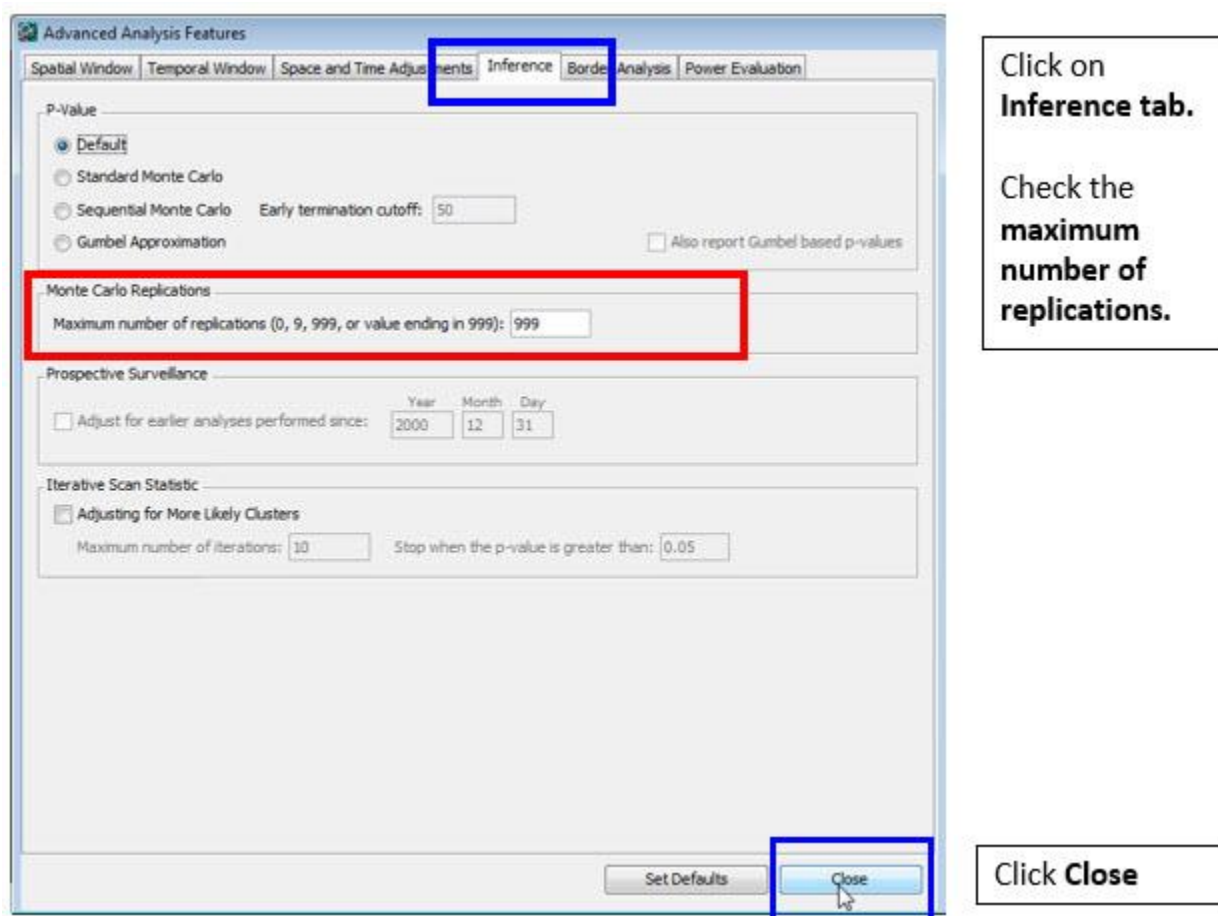 Advanced Analysis Features
Spatial Window Temporal Window Space and Time Adjustments Inference Border Analysis Power Evaluation
P-Value
Default
Standard Monte Carlo
Sequential Monte Carlo Early termination cutoff: 50
Gumbel Approximation Also report Gumbel based p-values
Monte Carlo Replications
Maximum number of replications (0, 9, 999, or value ending in 999): 999
Prospective Surveillance
Year Month Day
Adjust for earlier analyses performed since: 2000 12 31
Iterative Scan Statistic
Adjusting for More Likely Clusters
Maximum number of iterations: 10 Stop when the p-value is greater than: 0.05
Set Defaults Close
Click on
Inference tab.
Check the
maximum
number of
replications.
Click Close